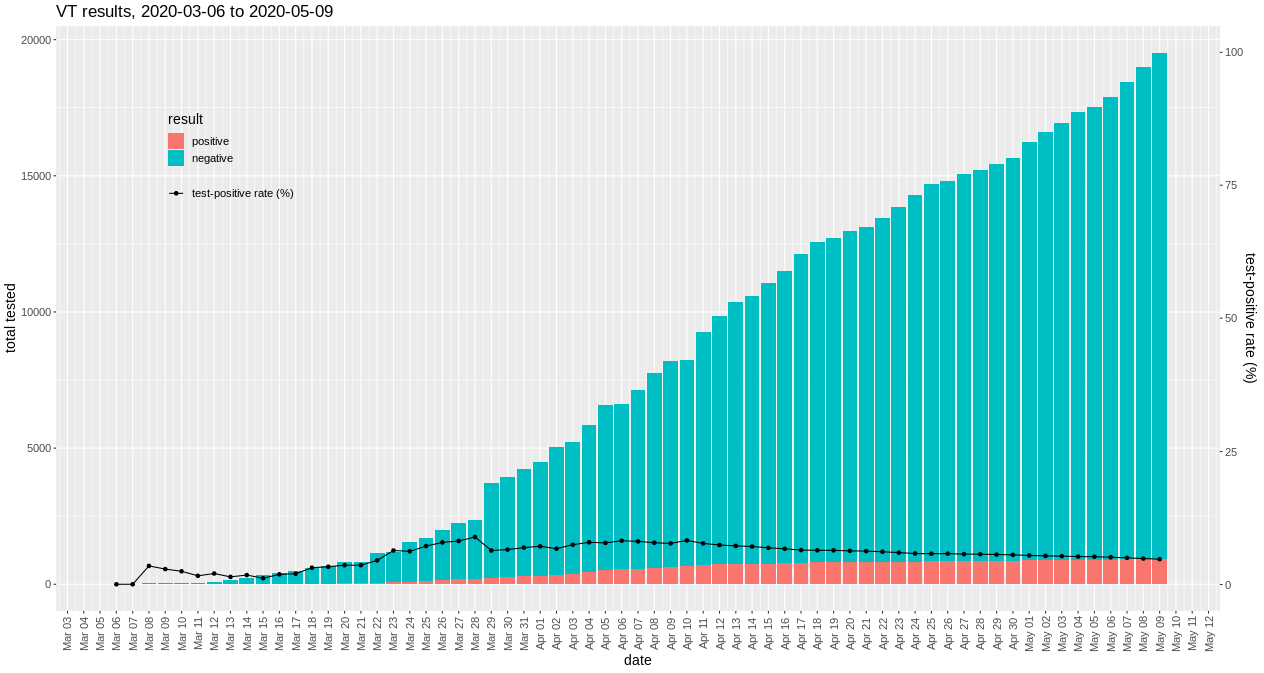 VT results, 2020-03-06 to 2020-05-09
20000
15000
10000
5000
0
total tested
result
positive
negative
test-positive rate (%)
100
75
50
25
0
test-positive rate (%)
Mar 03
Mar 04
Mar 05
Mar 06
Mar 07
Mar 08
Mar 09
Mar 10
Mar 11
Mar 12
Mar 13
Mar 14
Mar 15
Mar 16
Mar 17
Mar 18
Mar 19
Mar 20
Mar 21
Mar 22
Mar 23
Mar 24
Mar 25
Mar 26
Mar 27
Mar 28
Mar 29
Mar 30
Mar 31
Apr 01
Apr 02
Apr 03
Apr 04
Apr 05
Apr 06
Apr 07
Apr 08
Apr 09
Apr 10
Apr 11
Apr 12
Apr 13
Apr 14
Apr 15
Apr 16
Apr 17
Apr 18
Apr 19
Apr 20
Apr 21
Apr 22
Apr 23
Apr 24
Apr 25
Apr 26
Apr 27
Apr 28
Apr 29
Apr 30
May 01
May 02
May 03
May 04
May 05
May 06
May 07
May 08
May 09
May 10
May 11
May 12
date